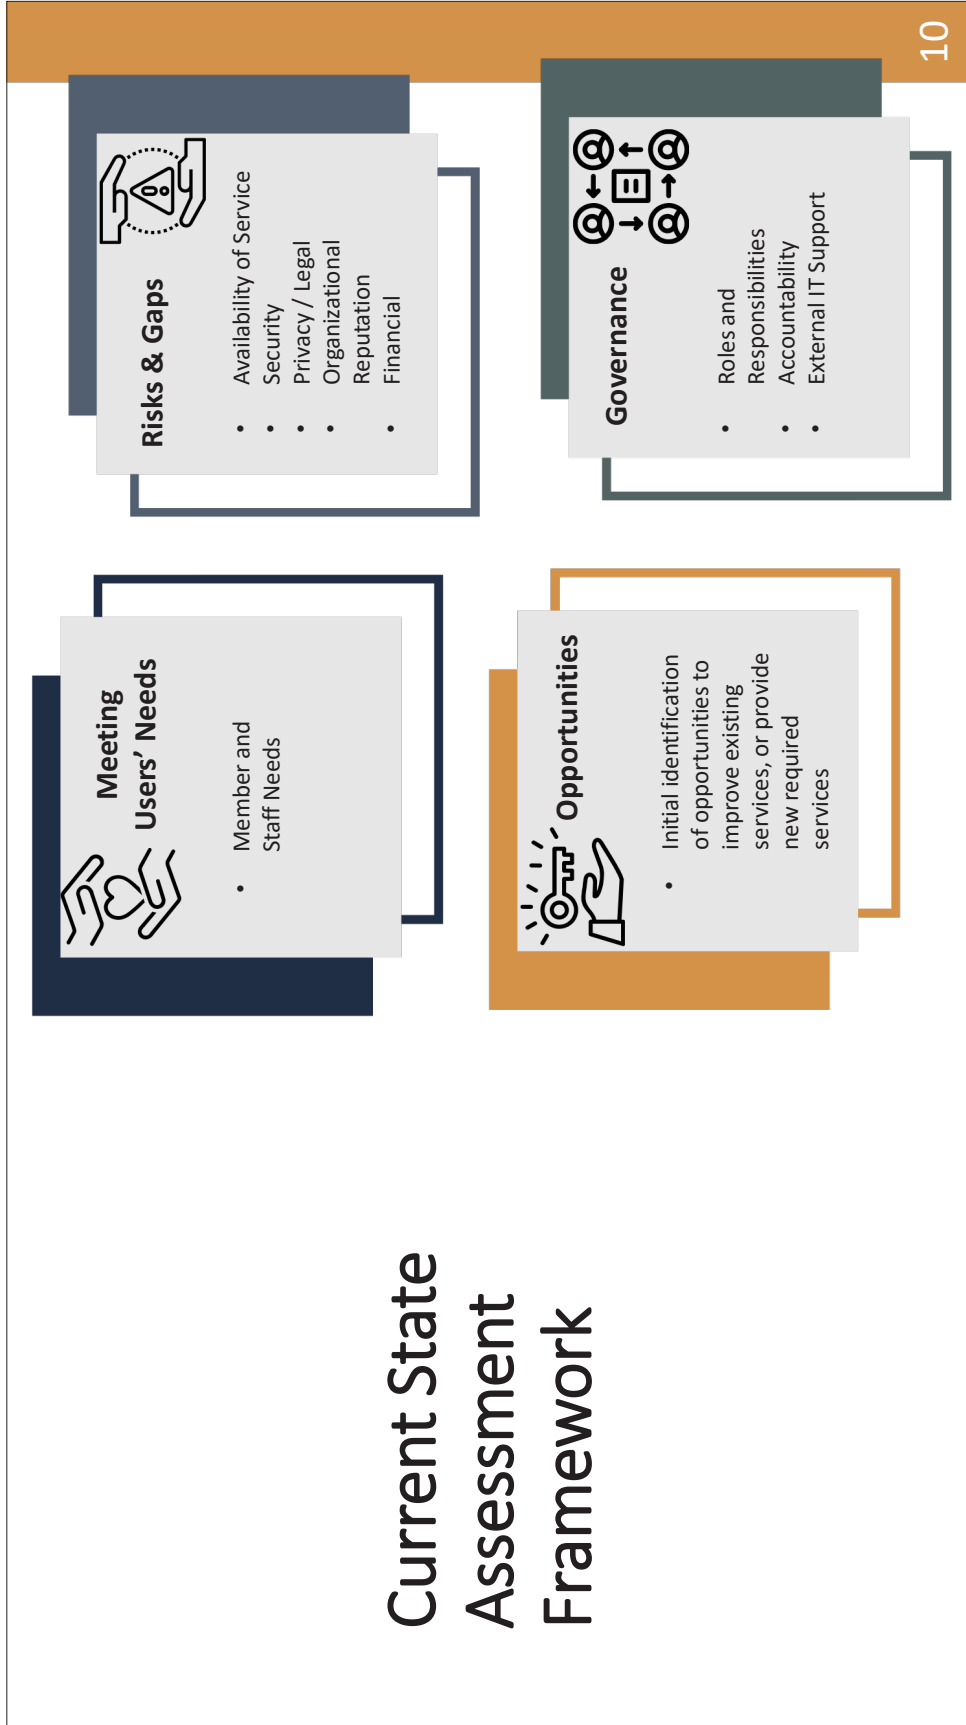 Current State
Assessment
Framework
Meeting
Users’ Needs
• Member and
Staff Needs
Risks & Gaps
• Availability of Service
• Security
• Privacy / Legal
• Organizational
Reputation
• Financial
Opportunities
• Initial identification
of opportunities to
improve existing
services, or provide
new required
services
Governance
• Roles and
Responsibilities
• Accountability
• External IT Support
10